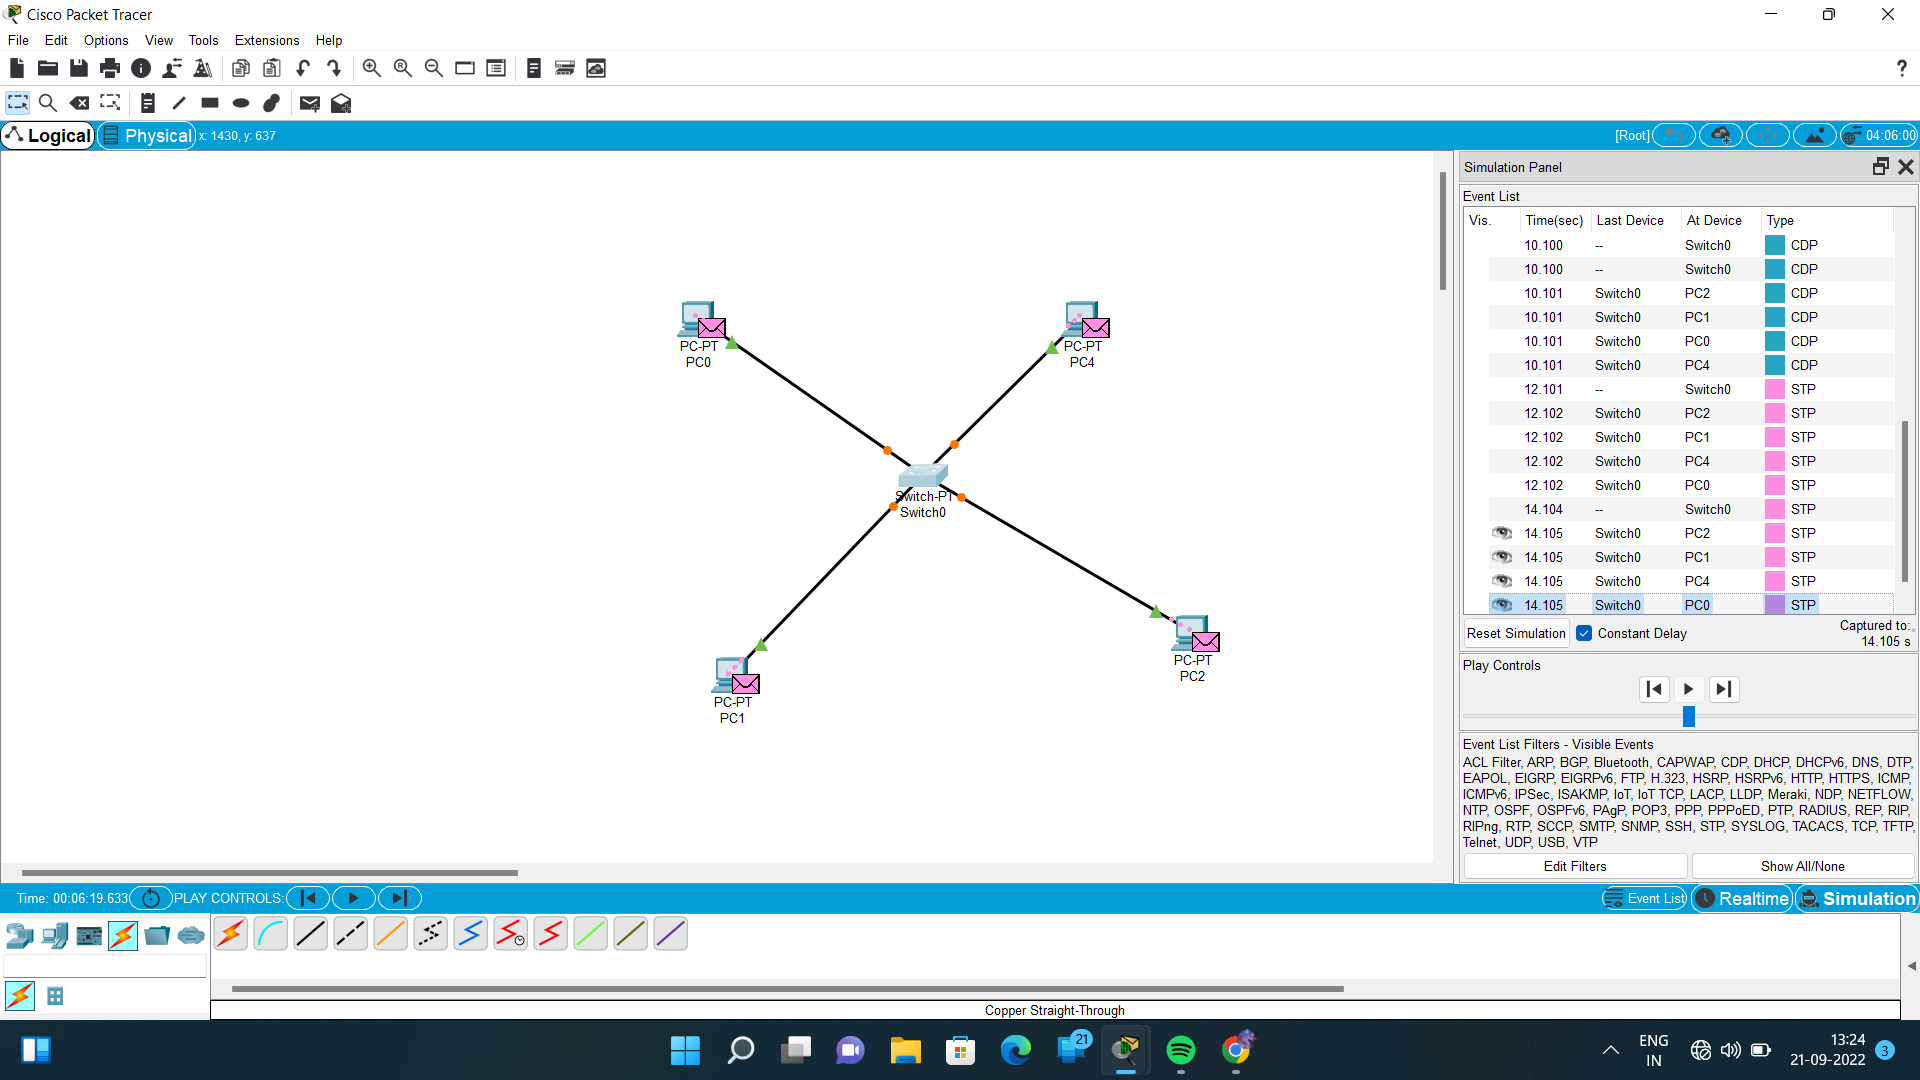 Cisco Packet Tracer
File Edit Options View Tools Extensions Help
?
Logical Physical x: 1430, y: 637 [Root] 04:06:00
PC-PT
PC0
PC-PT
PC4
Switch-PT
Switch0
PC-PT
PC2
PC-PT
PC1
Simulation Panel
Event List
Vis. Time(sec) Last Device At Device Type
10.100 -- Switch0 CDP
10.100 -- Switch0 CDP
10.101 Switch0 PC2 CDP
10.101 Switch0 PC1 CDP
10.101 Switch0 PC0 CDP
10.101 Switch0 PC4 CDP
12.101 -- Switch0 STP
12.102 Switch0 PC2 STP
12.102 Switch0 PC1 STP
12.102 Switch0 PC4 STP
12.102 Switch0 PC0 STP
14.104 -- Switch0 STP
14.105 Switch0 PC2 STP
14.105 Switch0 PC1 STP
14.105 Switch0 PC4 STP
14.105 Switch0 PC0 STP
Reset Simulation Constant Delay Captured to:
14.105 s
Play Controls
Event List Filters - Visible Events
ACL Filter, ARP, BGP, Bluetooth, CAPWAP, CDP, DHCP, DHCPv6, DNS, DTP,
EAPOL, EIGRP, EIGRPv6, FTP, H.323, HSRP, HSRPv6, HTTP, HTTPS, ICMP,
ICMPv6, IPSec, ISAKMP, IoT, IoT TCP, LACP, LLDP, Meraki, NDP, NETFLOW,
NTP, OSPF, OSPFv6, PAgP, POP3, PPP, PPPoED, PTP, RADIUS, REP, RIP,
RIPng, RTP, SCCP, SMTP, SNMP, SSH, STP, SYSLOG, TACACS, TCP, TFTP,
Telnet, UDP, USB, VTP
Edit Filters Show All/None
Time: 00:06:19.633 PLAY CONTROLS: Event List Realtime Simulation
Copper Straight-Through
21
ENG
IN
13:24
21-09-2022
3